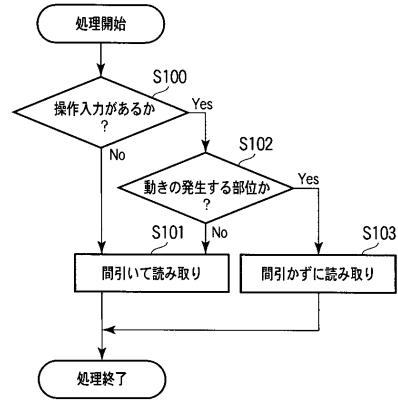 処理開始
S100
操作入力があるか
?
Yes
No
S102
動きの発生する部位か
?
Yes
No
S101
間引いて読み取り
S103
間引かずに読み取り
処理終了